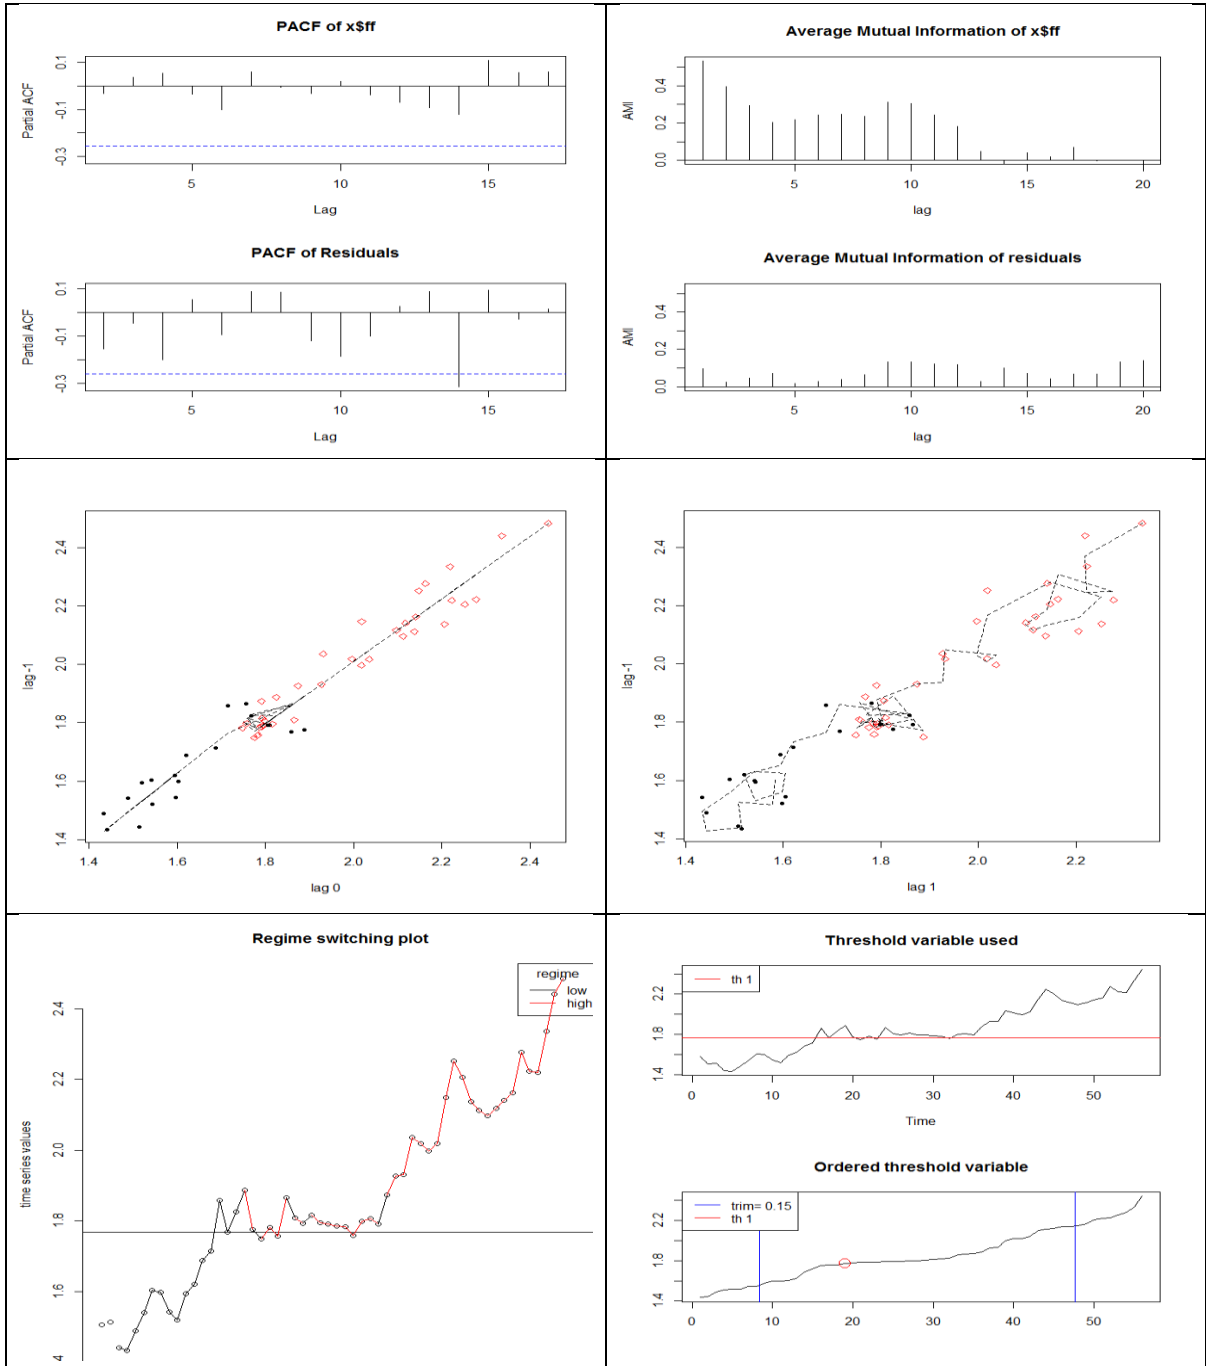 PACF of x$ff
Partial ACF
0.1
-0.1
-0.3
5
10
15
Lag
PACF of Residuals
Partial ACF
0.1
-0.1
-0.3
5
10
15
Lag
Average Mutual Information of x$ff
AMI
0.4
0.2
0.0
5
10
15
20
lag
Average Mutual Information of residuals
AMI
0.4
0.2
0.0
5
10
15
20
lag
lag -1
2.4
2.2
2.0
1.8
1.6
1.4
1.4
1.6
1.8
2.0
2.2
2.4
lag 0
lag -1
2.4
2.2
2.0
1.8
1.6
1.4
1.4
1.6
1.8
2.0
2.2
lag 1
Regime switching plot
regime
low
high
time series values
2.4
2.2
2.0
1.8
1.6
4
Threshold variable used
th 1
2.2
1.8
1.4
0
10
20
30
40
50
Time
Ordered threshold variable
trim= 0.15
th 1
2.2
1.8
1.4
0
10
20
30
40
50